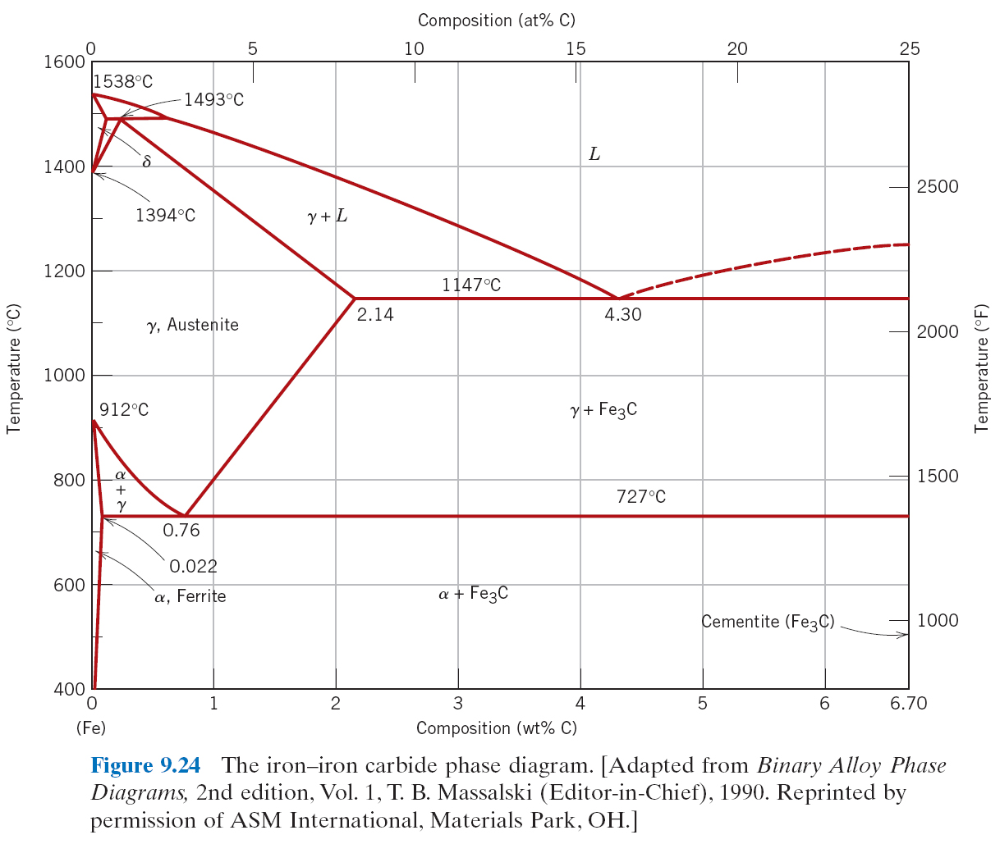 Composition (at% C)
0 5 10 15 20 25
1600
1538°C
1493°C
L
δ
1400
2500
1394°C
γ + L
1200
1147°C
2.14
4.30
γ, Austenite
2000
Temperature (°C)
Temperature (°F)
1000
912°C
γ + Fe3C
α
+
γ
800
1500
727°C
0.76
0.022
600
α, Ferrite
α + Fe3C
Cementite (Fe3C)
1000
400
0 1 2 3 4 5 6 6.70
(Fe)
Composition (wt% C)
Figure 9.24 The iron–iron carbide phase diagram. [Adapted from Binary Alloy Phase
Diagrams, 2nd edition, Vol. 1, T. B. Massalski (Editor-in-Chief), 1990. Reprinted by
permission of ASM International, Materials Park, OH.]